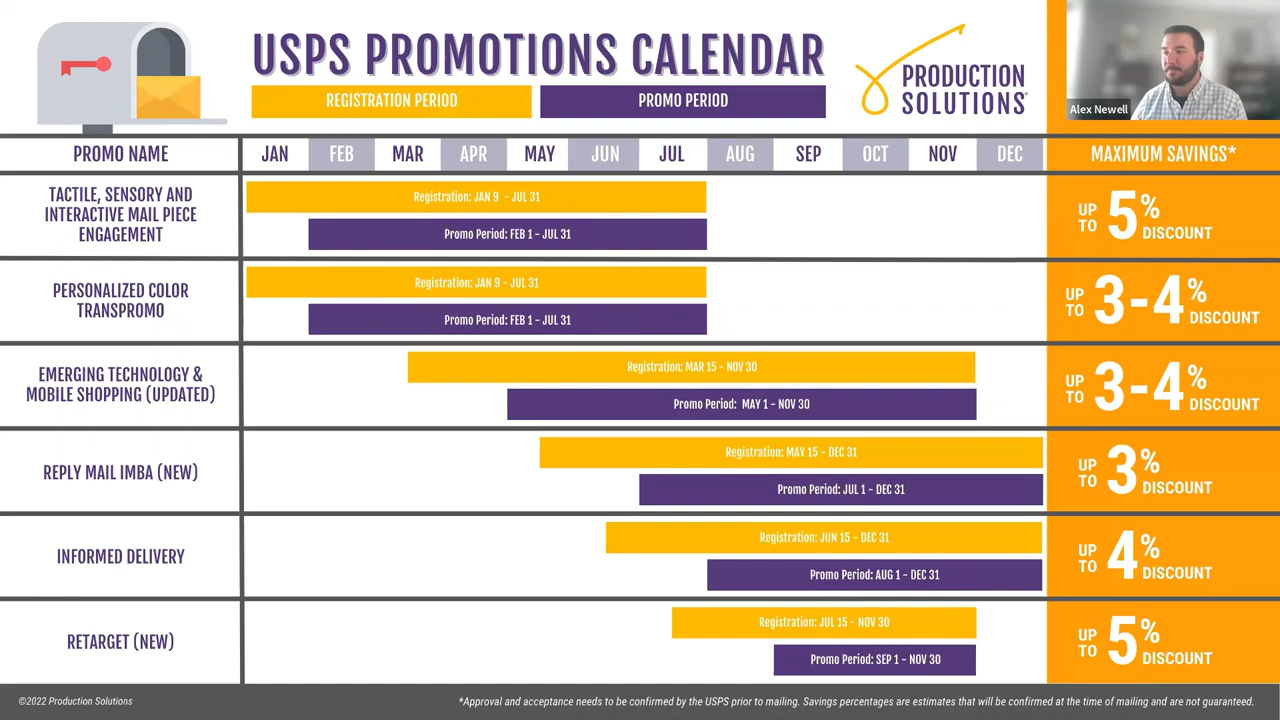 USPS PROMOTIONS CALENDAR
REGISTRATION PERIOD
PROMO PERIOD
PRODUCTION
SOLUTIONS
Alex Newell
PROMO NAME
JAN
FEB
MAR
APR
MAY
JUN
JUL
AUG
SEP
OCT
NOV
DEC
MAXIMUM SAVINGS*
TACTILE, SENSORY AND
INTERACTIVE MAIL PIECE
ENGAGEMENT
Registration: JAN 9 - JUL 31
Promo Period: FEB 1 - JUL 31
UP
TO
5%
DISCOUNT
PERSONALIZED COLOR
TRANSPROMO
Registration: JAN 9 - JUL 31
Promo Period: FEB 1 - JUL 31
UP
TO
3-4%
DISCOUNT
EMERGING TECHNOLOGY &
MOBILE SHOPPING (UPDATED)
Registration: MAR 15 - NOV 30
Promo Period: MAY 1 - NOV 30
UP
TO
3-4%
DISCOUNT
REPLY MAIL IMBA (NEW)
Registration: MAY 15 - DEC 31
Promo Period: JUL 1 - DEC 31
UP
TO
3%
DISCOUNT
INFORMED DELIVERY
Registration: JUN 15 - DEC 31
Promo Period: AUG 1 - DEC 31
UP
TO
4%
DISCOUNT
RETARGET (NEW)
Registration: JUL 15 - NOV 30
Promo Period: SEP 1 - NOV 30
UP
TO
5%
DISCOUNT
©2022 Production Solutions
*Approval and acceptance needs to be confirmed by the USPS prior to mailing. Savings percentages are estimates that will be confirmed at the time of mailing and are not guaranteed.